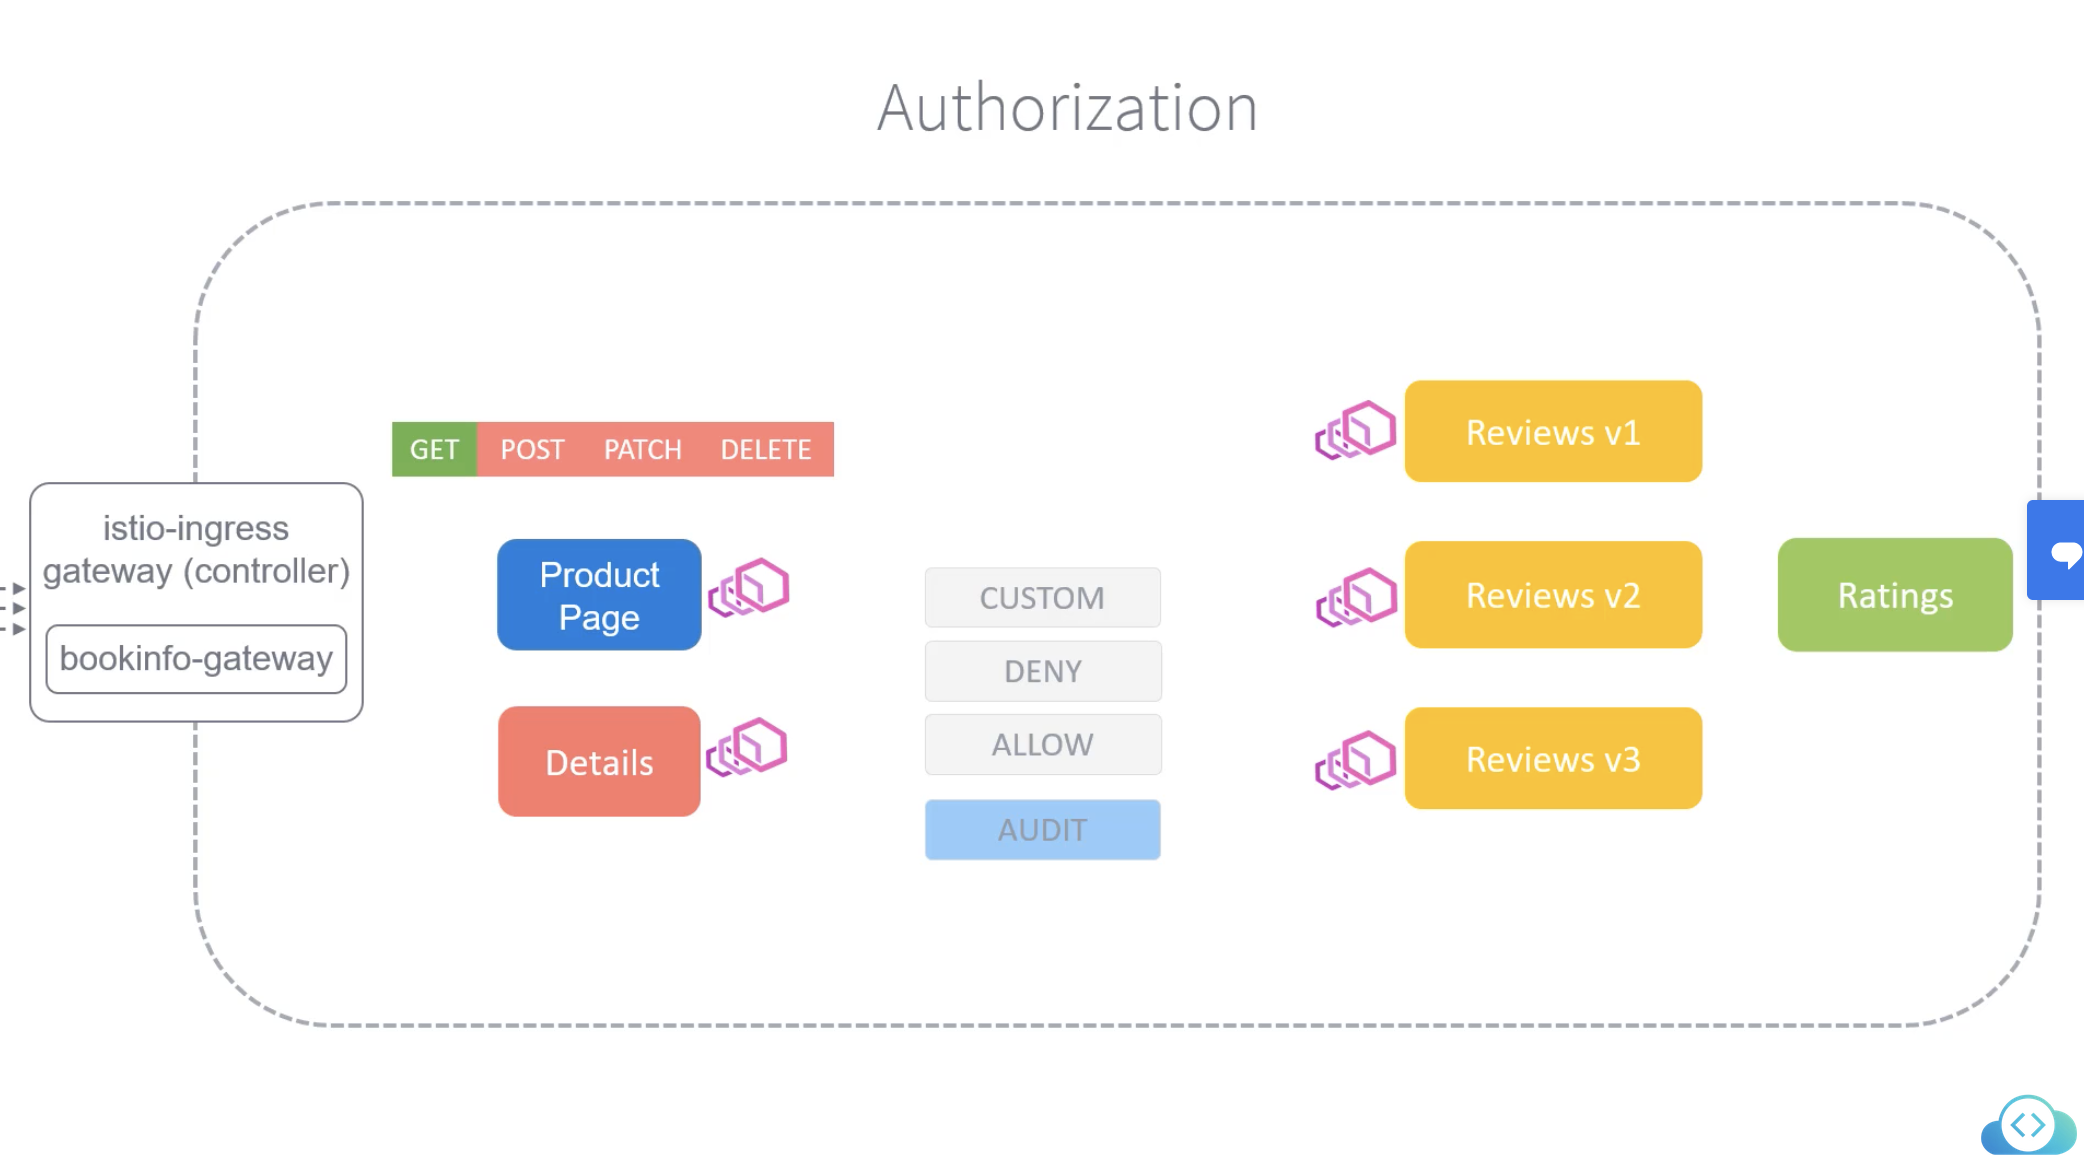 Authorization
GET POST PATCH DELETE
istio-ingress
gateway (controller)
bookinfo-gateway
Product
Page
Details
CUSTOM
DENY
ALLOW
AUDIT
Reviews v1
Reviews v2
Reviews v3
Ratings